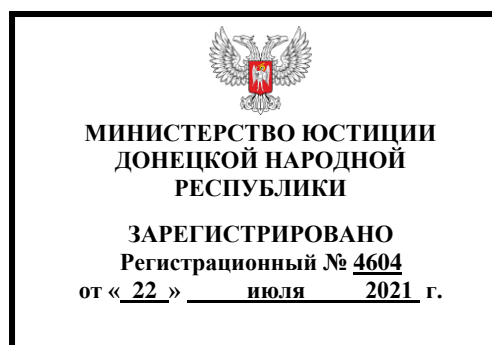 МИНИСТЕРСТВО ЮСТИЦИИ
ДОНЕЦКОЙ НАРОДНОЙ
РЕСПУБЛИКИ
ЗАРЕГИСТРИРОВАНО
Регистрационный № 4604
от « 22 » июля 2021 г.